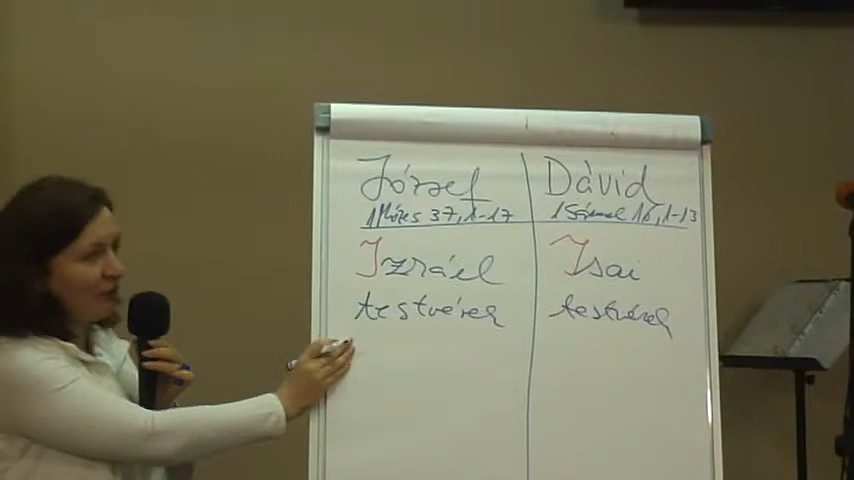 József Dávid
1Mózes 37,1-17 1Sámuel 16,1-13
Izráel Isai
testvérek testvérek